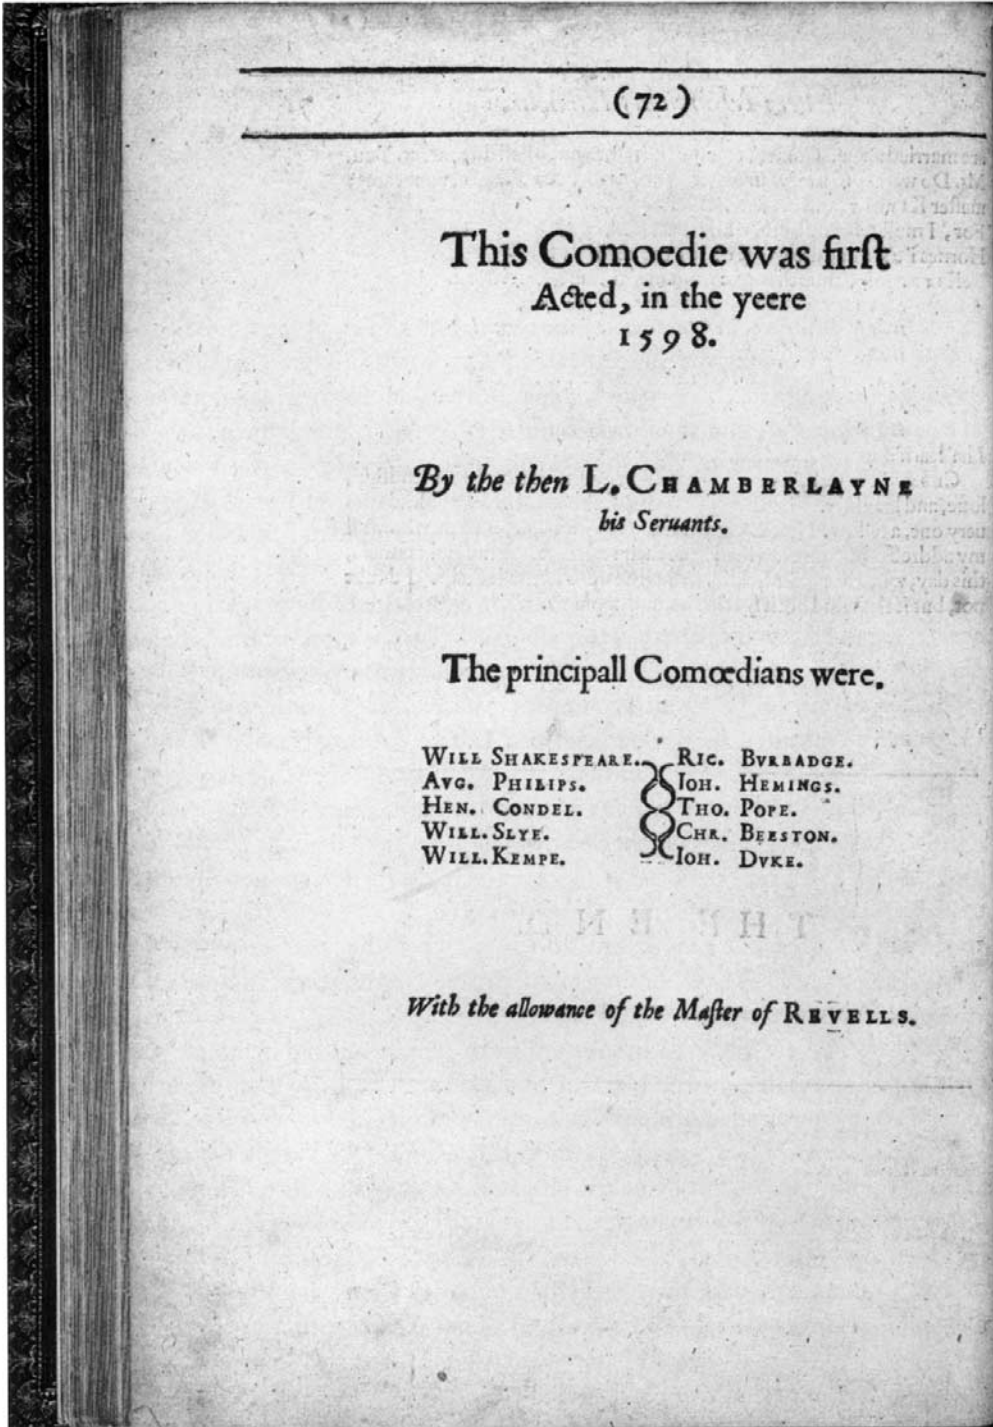 (72)
This Comoedie was firſt
Acted, in the yeere
1598.
By the then L. CHAMBERLAYNE
his Seruants.
The principall Comœdians were.
WILL SHAKESPEARE. RIC. BVRBADGE.
AVG. PHILIPS. IOH. HEMINGS.
HEN. CONDEL. THO. POPE.
WILL. SLYE. CHR. BEESTON.
WILL. KEMPE. IOH. DVKE.
THE END.
With the allowance of the Maſter of REVELLS.